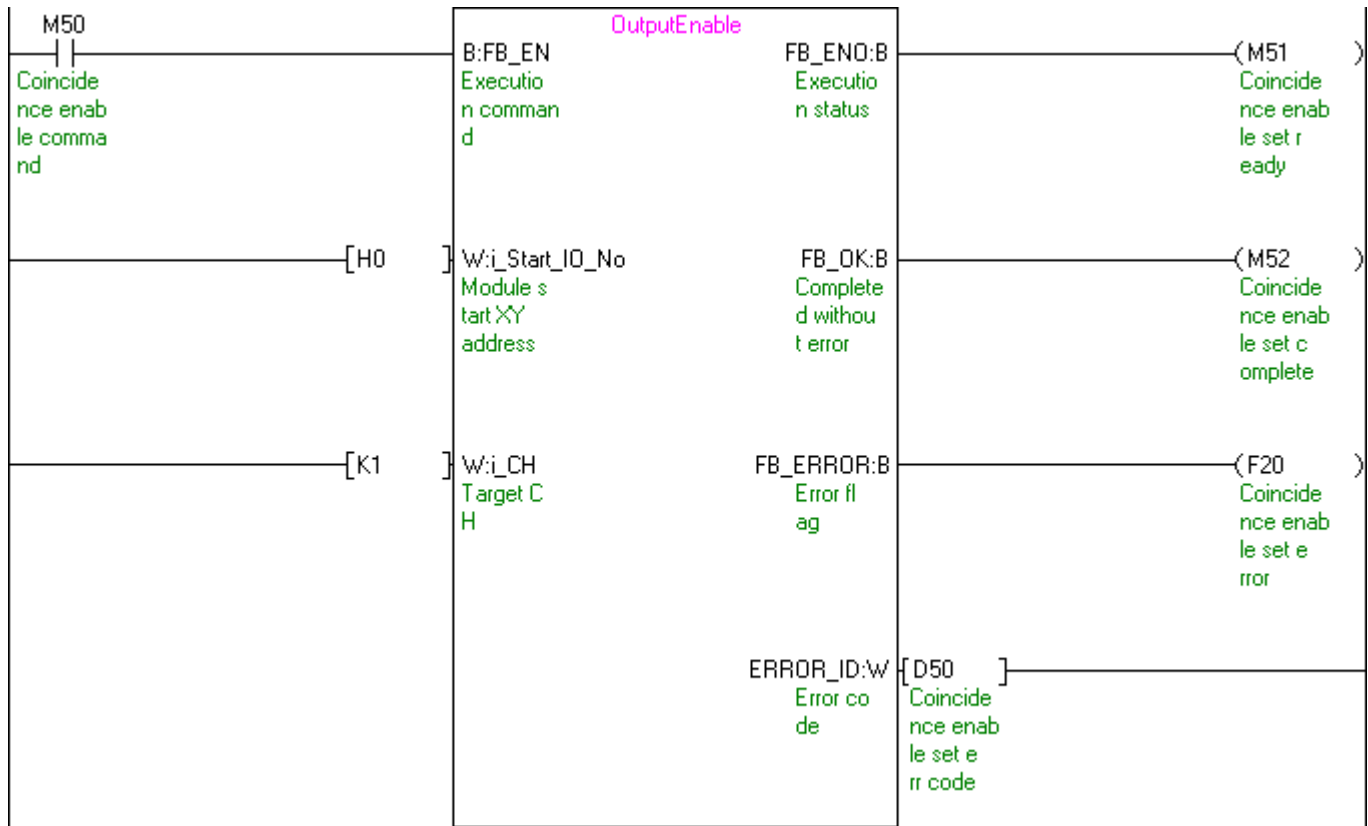 M50
OutputEnable
B:FB_EN
FB_ENO:B
(M51 )
Coincide
nce enab
le comma
nd
Executio
n comman
d
Executio
n status
Coincide
nce enab
le set r
eady
[H0 ]
W:i_Start_IO_No
FB_OK:B
(M52 )
Module s
tart XY
address
Complete
d withou
t error
Coincide
nce enab
le set c
omplete
[K1 ]
W:i_CH
FB_ERROR:B
(F20 )
Target C
H
Error fl
ag
Coincide
nce enab
le set e
rror
ERROR_ID:W
[D50 ]
Error co
de
Coincide
nce enab
le set e
rr code